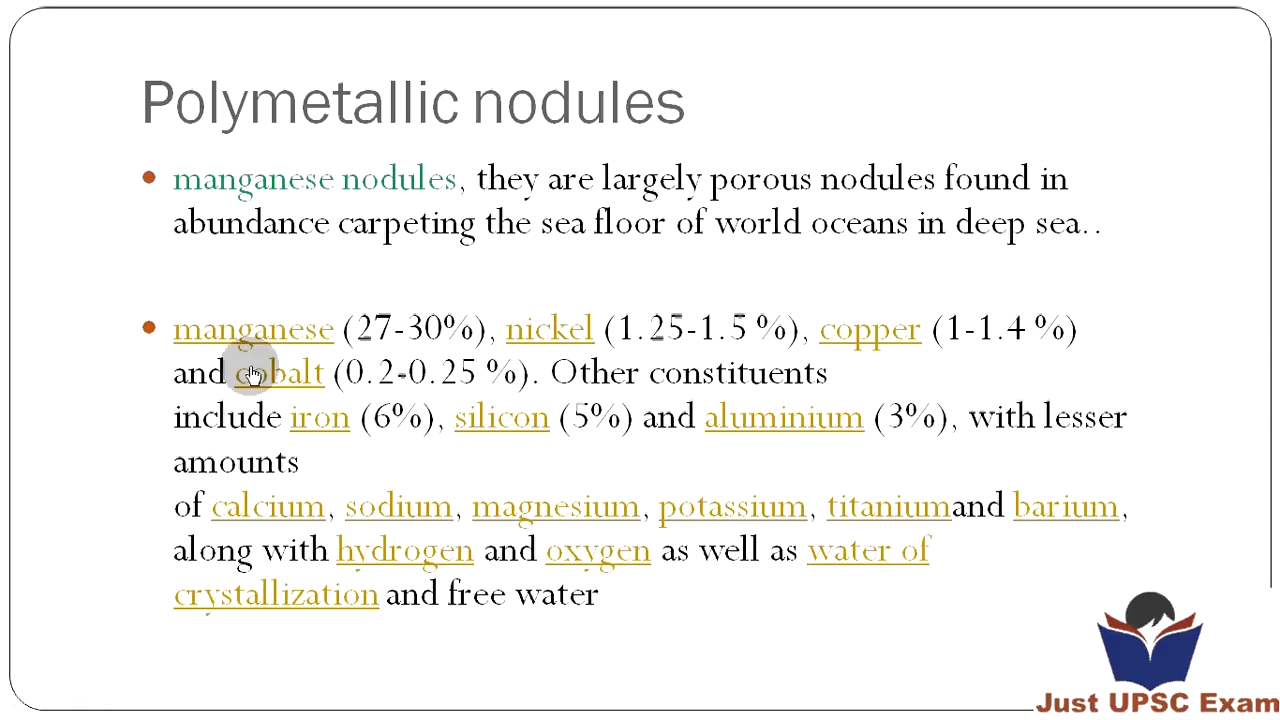 Polymetallic nodules
manganese nodules, they are largely porous nodules found in
abundance carpeting the sea floor of world oceans in deep sea..
manganese (27-30%), nickel (1.25-1.5 %), copper (1-1.4 %)
and cobalt (0.2-0.25 %). Other constituents
include iron (6%), silicon (5%) and aluminium (3%), with lesser
amounts
of calcium, sodium, magnesium, potassium, titaniumand barium,
along with hydrogen and oxygen as well as water of
crystallization and free water
Just UPSC Exam